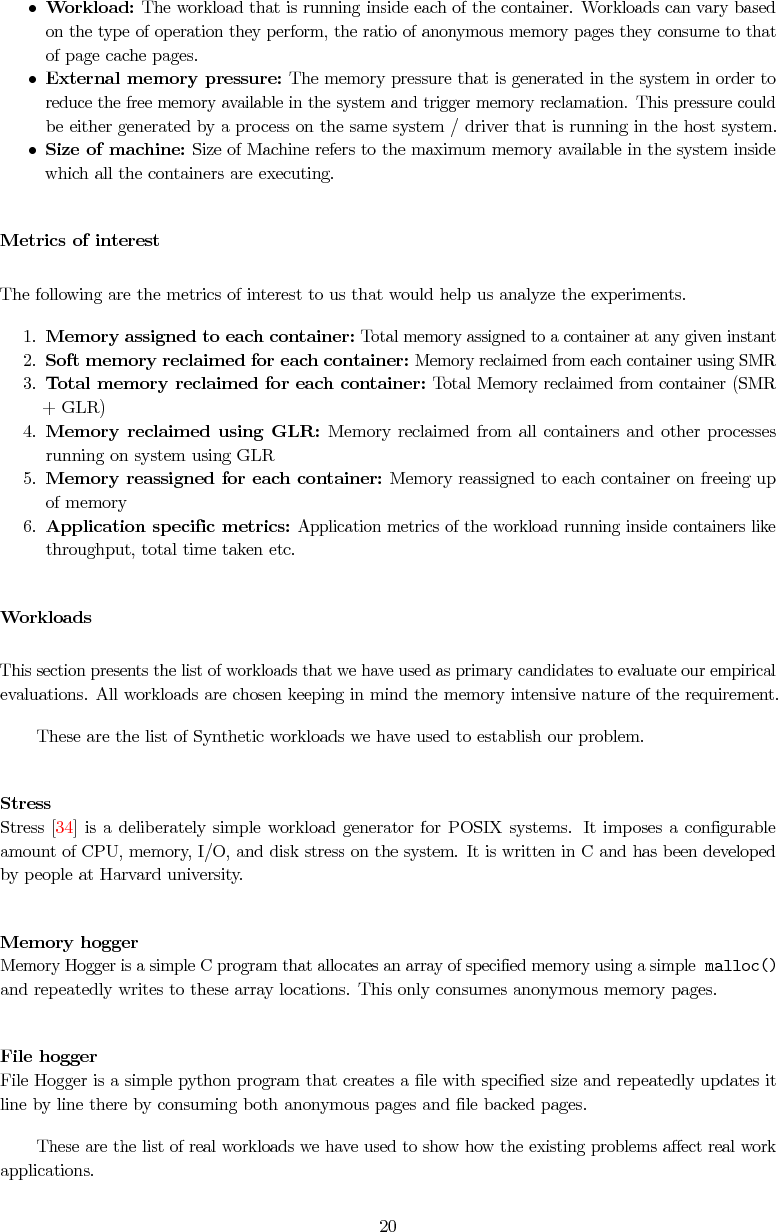 • Workload: The workload that is running inside each of the container. Workloads can vary based
on the type of operation they perform, the ratio of anonymous memory pages they consume to that
of page cache pages.
• External memory pressure: The memory pressure that is generated in the system in order to
reduce the free memory available in the system and trigger memory reclamation. This pressure could
be either generated by a process on the same system / driver that is running in the host system.
• Size of machine: Size of Machine refers to the maximum memory available in the system inside
which all the containers are executing.
Metrics of interest
The following are the metrics of interest to us that would help us analyze the experiments.
1. Memory assigned to each container: Total memory assigned to a container at any given instant
2. Soft memory reclaimed for each container: Memory reclaimed from each container using SMR
3. Total memory reclaimed for each container: Total Memory reclaimed from container (SMR
+ GLR)
4. Memory reclaimed using GLR: Memory reclaimed from all containers and other processes
running on system using GLR
5. Memory reassigned for each container: Memory reassigned to each container on freeing up
of memory
6. Application specific metrics: Application metrics of the workload running inside containers like
throughput, total time taken etc.
Workloads
This section presents the list of workloads that we have used as primary candidates to evaluate our empirical
evaluations. All workloads are chosen keeping in mind the memory intensive nature of the requirement.
These are the list of Synthetic workloads we have used to establish our problem.
Stress
Stress [34] is a deliberately simple workload generator for POSIX systems. It imposes a configurable
amount of CPU, memory, I/O, and disk stress on the system. It is written in C and has been developed
by people at Harvard university.
Memory hogger
Memory Hogger is a simple C program that allocates an array of specified memory using a simple malloc()
and repeatedly writes to these array locations. This only consumes anonymous memory pages.
File hogger
File Hogger is a simple python program that creates a file with specified size and repeatedly updates it
line by line there by consuming both anonymous pages and file backed pages.
These are the list of real workloads we have used to show how the existing problems affect real work
applications.
20